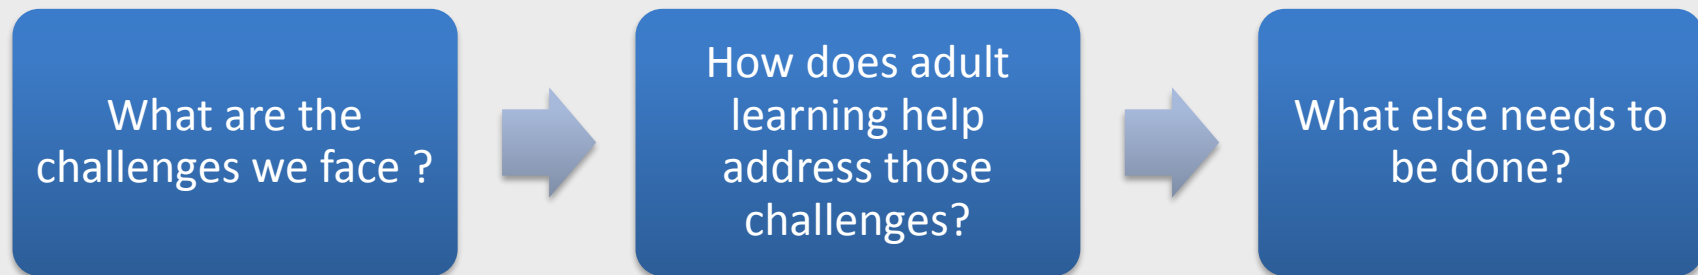 What are the
challenges we face ?
How does adult
learning help
address those
challenges?
What else needs to
be done?